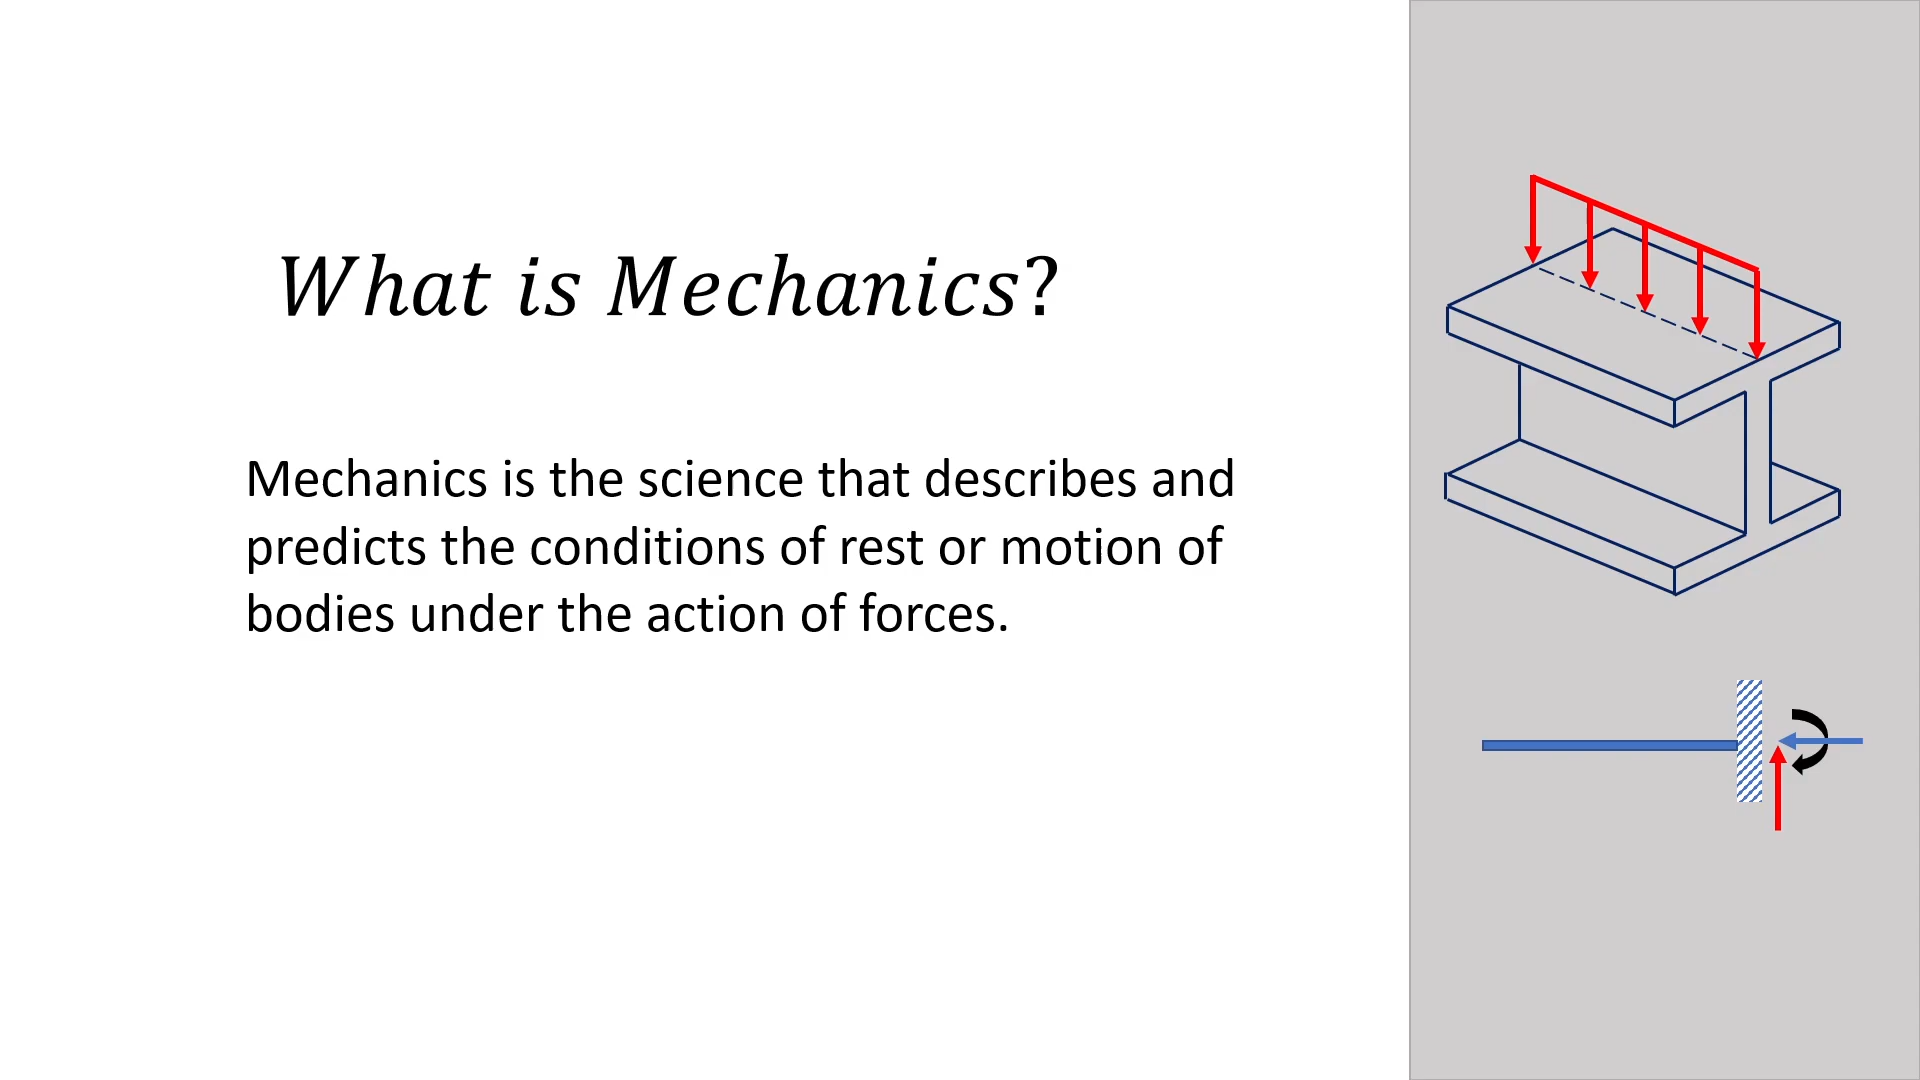 What is Mechanics?
Mechanics is the science that describes and
predicts the conditions of rest or motion of
bodies under the action of forces.